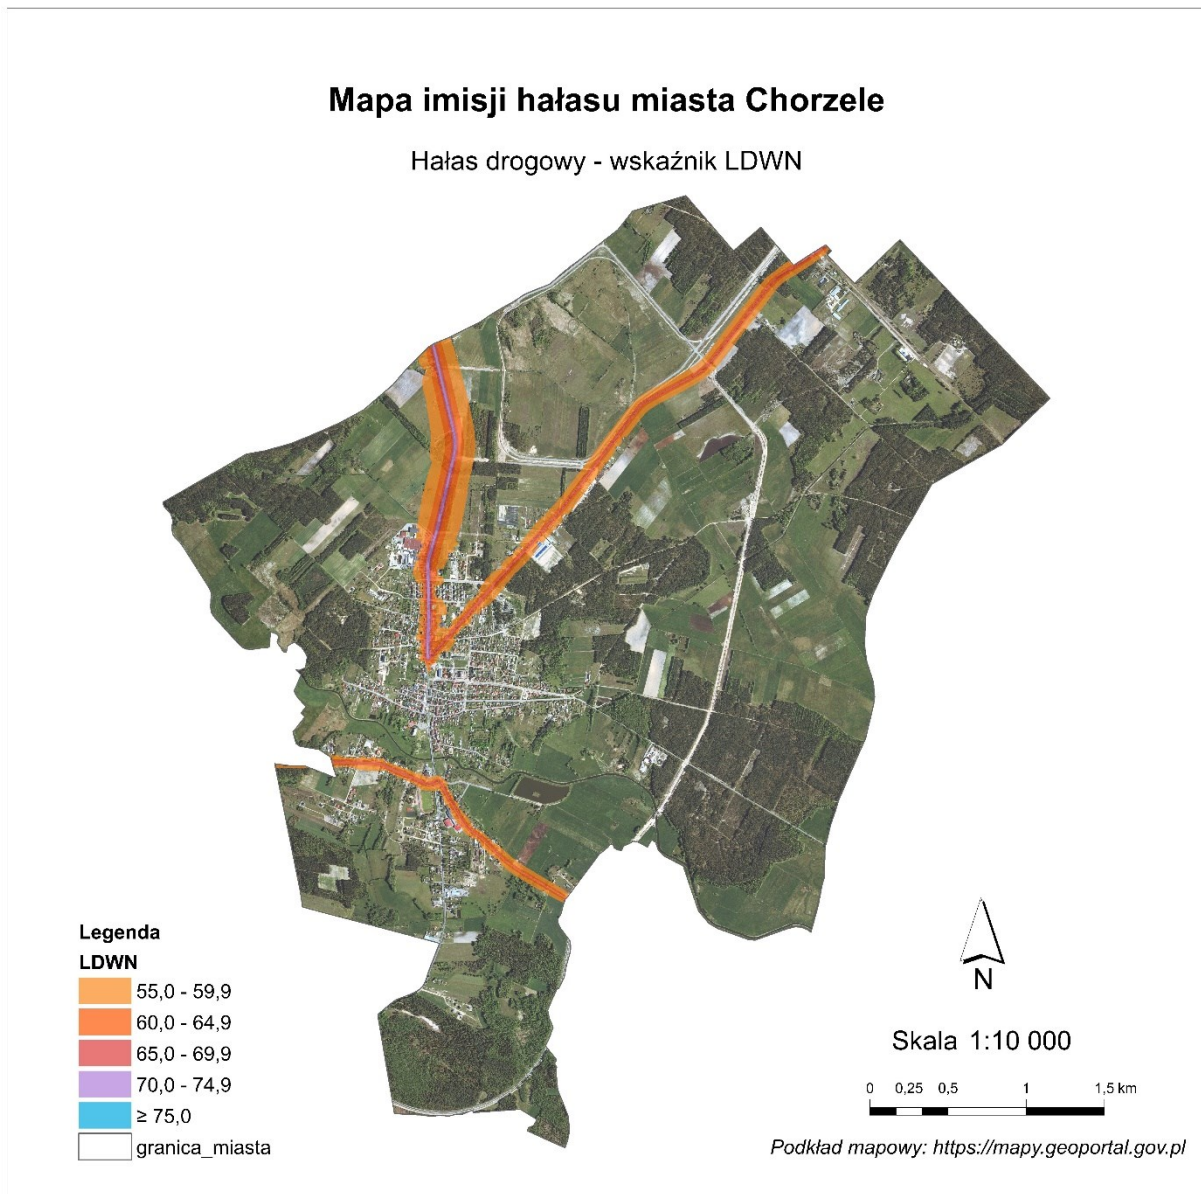 Mapa imisji hałasu miasta Chorzele
Hałas drogowy - wskaźnik LDWN
Legenda
LDWN
55,0 - 59,9
60,0 - 64,9
65,0 - 69,9
70,0 - 74,9
≥ 75,0
granica_miasta
N
Skala 1:10 000
0 0,25 0,5 1 1,5 km
Podkład mapowy: https://mapy.geoportal.gov.pl